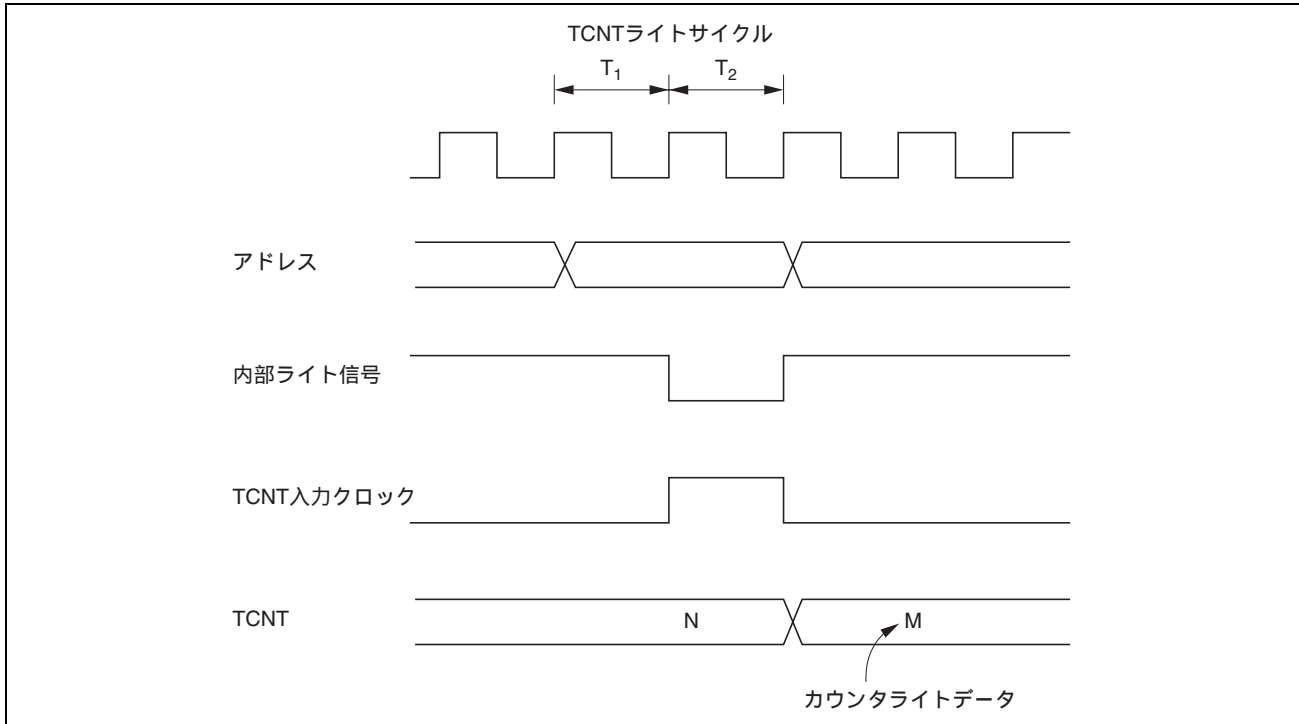 TCNTライトサイクル
T1 T2
アドレス
内部ライト信号
TCNT入力クロック
TCNT N M
カウンタライトデータ